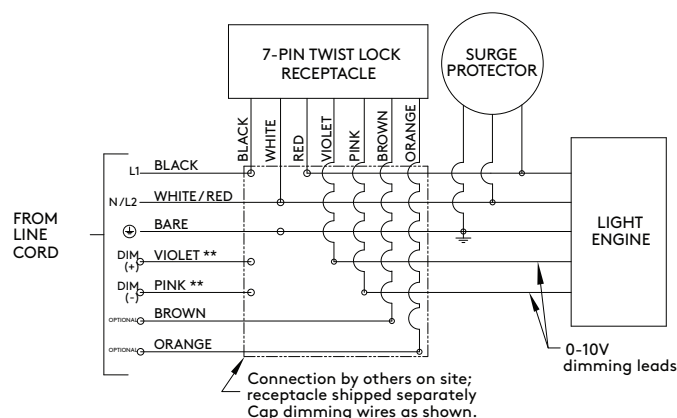 7-PIN TWIST LOCK
RECEPTACLE
SURGE
PROTECTOR
BLACK
WHITE
RED
VIOLET
PINK
BROWN
ORANGE
FROM
LINE
CORD
L1 BLACK
N/L2 WHITE/RED
BARE
DIM
(+) VIOLET **
DIM
(-) PINK **
OPTIONAL BROWN
OPTIONAL ORANGE
LIGHT
ENGINE
0-10V
dimming leads
Connection by others on site;
receptacle shipped separately
Cap dimming wires as shown.